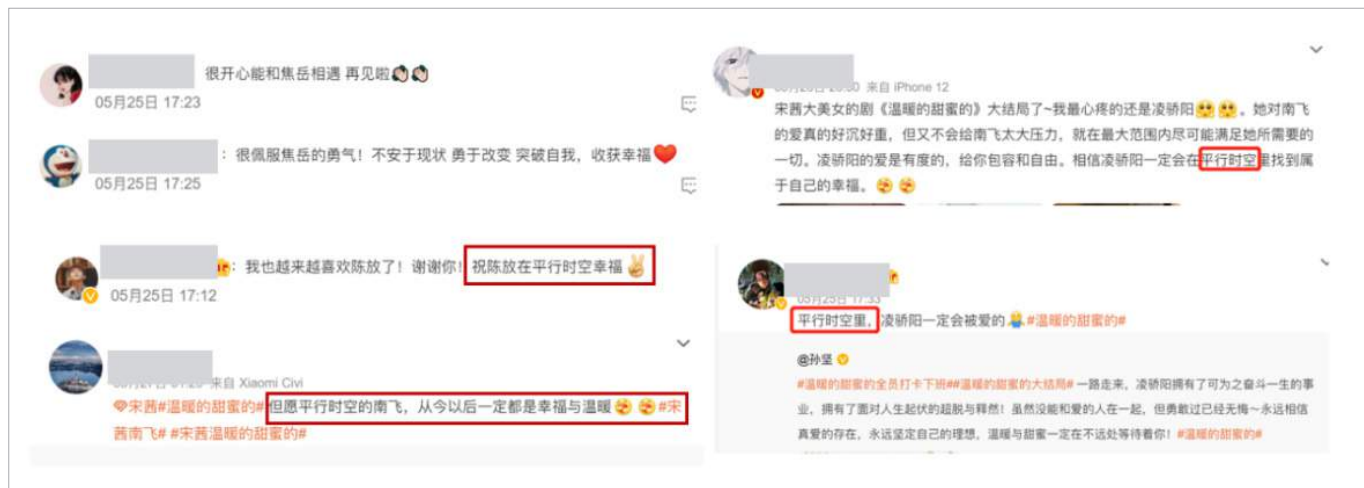 很开心能和焦岳相遇 再见啦
05月25日 17:23
：很佩服焦岳的勇气！不安于现状 勇于改变 突破自我，收获幸福
05月25日 17:25
：我也越来越喜欢陈放了！谢谢你！祝陈放在平行时空幸福
05月25日 17:12
来自 Xiaomi Civi
宋茜#温暖的甜蜜的#但愿平行时空的南飞，从今以后一定都是幸福与温暖 #宋
茜南飞# #宋茜温暖的甜蜜的#
来自 iPhone 12
宋茜大美女的剧《温暖的甜蜜的》大结局了~我最心疼的还是凌骄阳。她对南飞
的爱真的好沉好重，但又不会给南飞太大压力，就在最大范围内尽可能满足她所需要的
一切。凌骄阳的爱是有度的，给你包容和自由。相信凌骄阳一定会在平行时空里找到属
于自己的幸福。
05月25日 17:33
平行时空里，凌骄阳一定会被爱的 #温暖的甜蜜的#
@孙坚
#温暖的甜蜜的全员打卡下班##温暖的甜蜜的大结局# 一路走来，凌骄阳拥有了可为之奋斗一生的事
业，拥有了面对人生起伏的超脱与释然！虽然没能和爱的人在一起，但勇敢过已经无悔～永远相信
真爱的存在，永远坚定自己的理想，温暖与甜蜜一定在不远处等待着你！#温暖的甜蜜的#